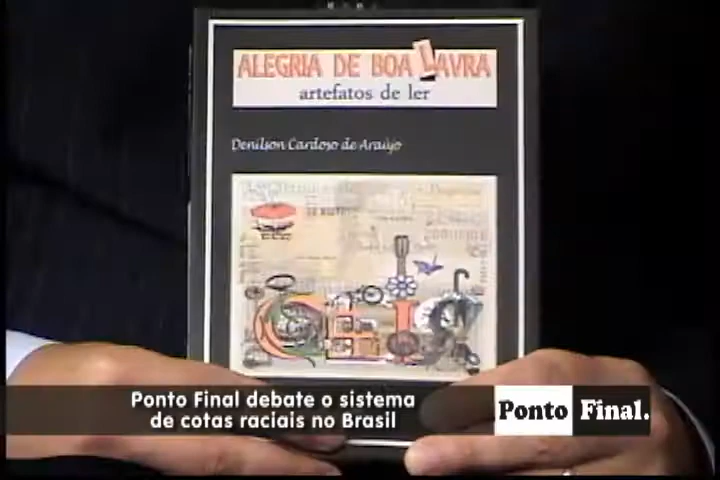 ALEGRIA DE BOA LAVRA
artefatos de ler
Denilson Cardoso de Araújo
Ponto Final debate o sistema
de cotas raciais no Brasil
Ponto Final.